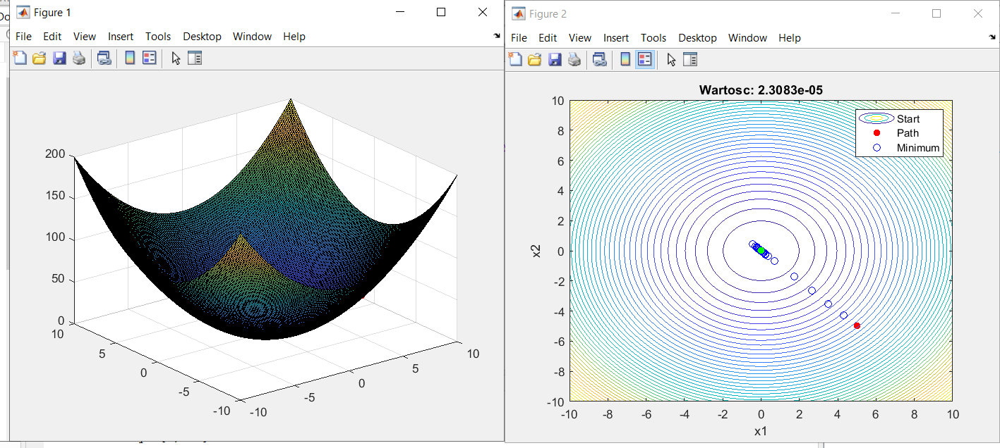 Do
Figure 1
File Edit View Insert Tools Desktop Window Help
200
150
100
50
0
10
5
0
-5
-10
-10
-5
0
5
10
Figure 2
File Edit View Insert Tools Desktop Window Help
Wartosc: 2.3083e-05
10
8
6
4
2
0
-2
-4
-6
-8
-10
x2
-10 -8 -6 -4 -2 0 2 4 6 8 10
x1
Start
Path
Minimum